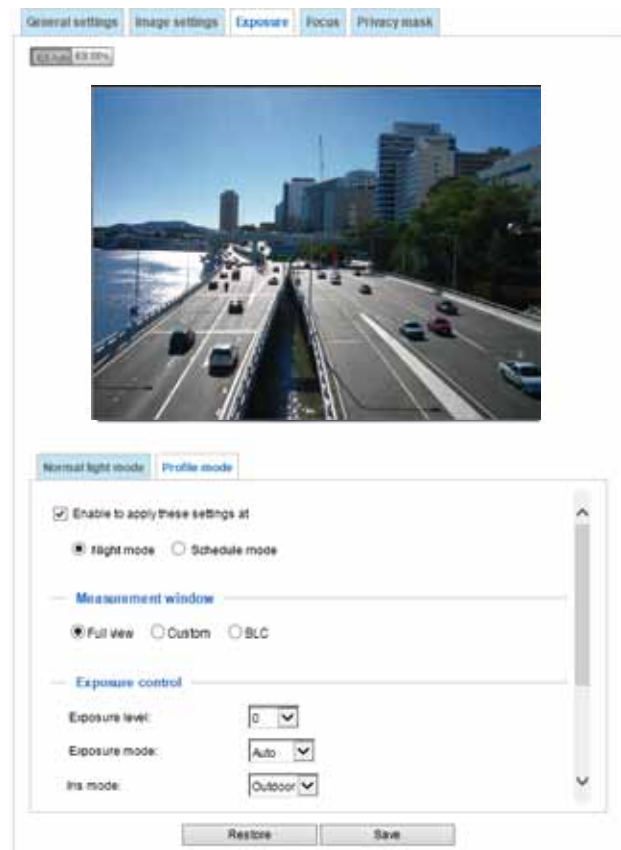 General settings Image settings Exposure Focus Privacy mask
Normal light mode Profile mode
Enable to apply these settings at
Night mode Schedule mode
Measurement window
Full view Custom BLC
Exposure control
Exposure level: 0
Exposure mode: Auto
Iris mode: Outdoor
Restore Save